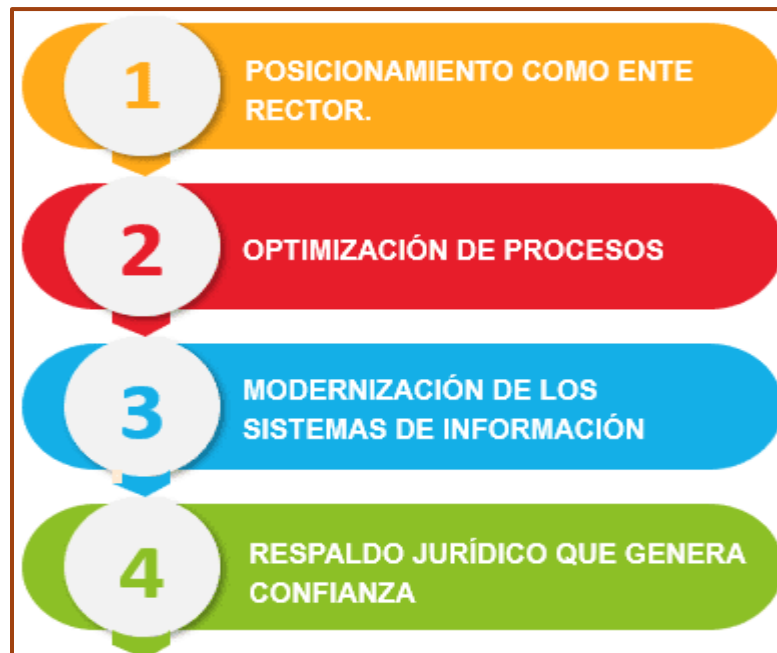 1
POSICIONAMIENTO COMO ENTE
RECTOR.
2
OPTIMIZACIÓN DE PROCESOS
3
MODERNIZACIÓN DE LOS
SISTEMAS DE INFORMACIÓN
4
RESPALDO JURÍDICO QUE GENERA
CONFIANZA